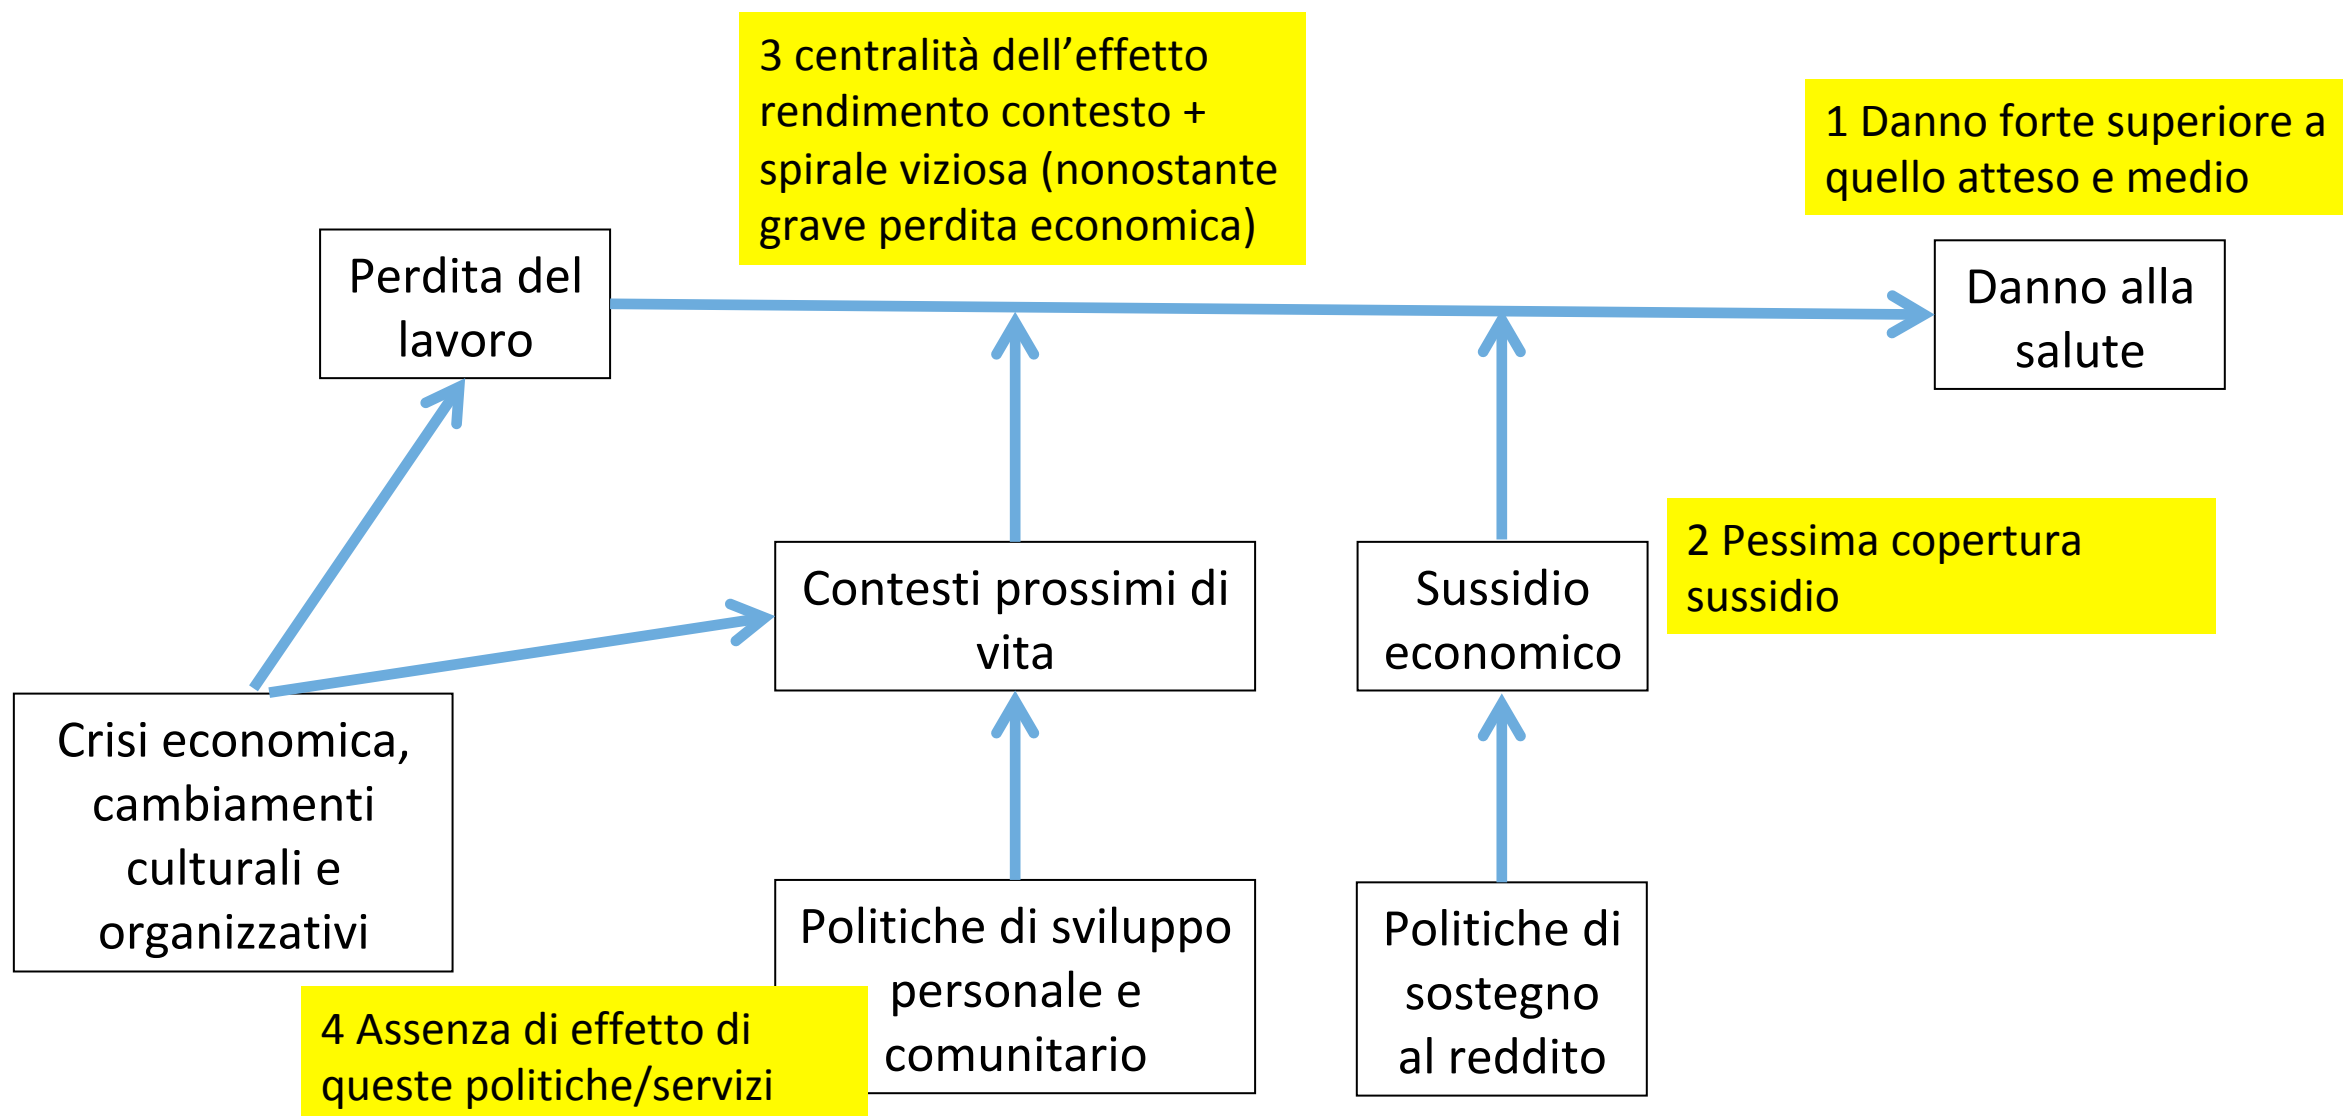 3 centralità dell’effetto
rendimento contesto +
spirale viziosa (nonostante
grave perdita economica)
1 Danno forte superiore a
quello atteso e medio
Perdita del
lavoro
Danno alla
salute
Contesti prossimi di
vita
Sussidio
economico
2 Pessima copertura
sussidio
Crisi economica,
cambiamenti
culturali e
organizzativi
Politiche di sviluppo
personale e
comunitario
Politiche di
sostegno
al reddito
4 Assenza di effetto di
queste politiche/servizi